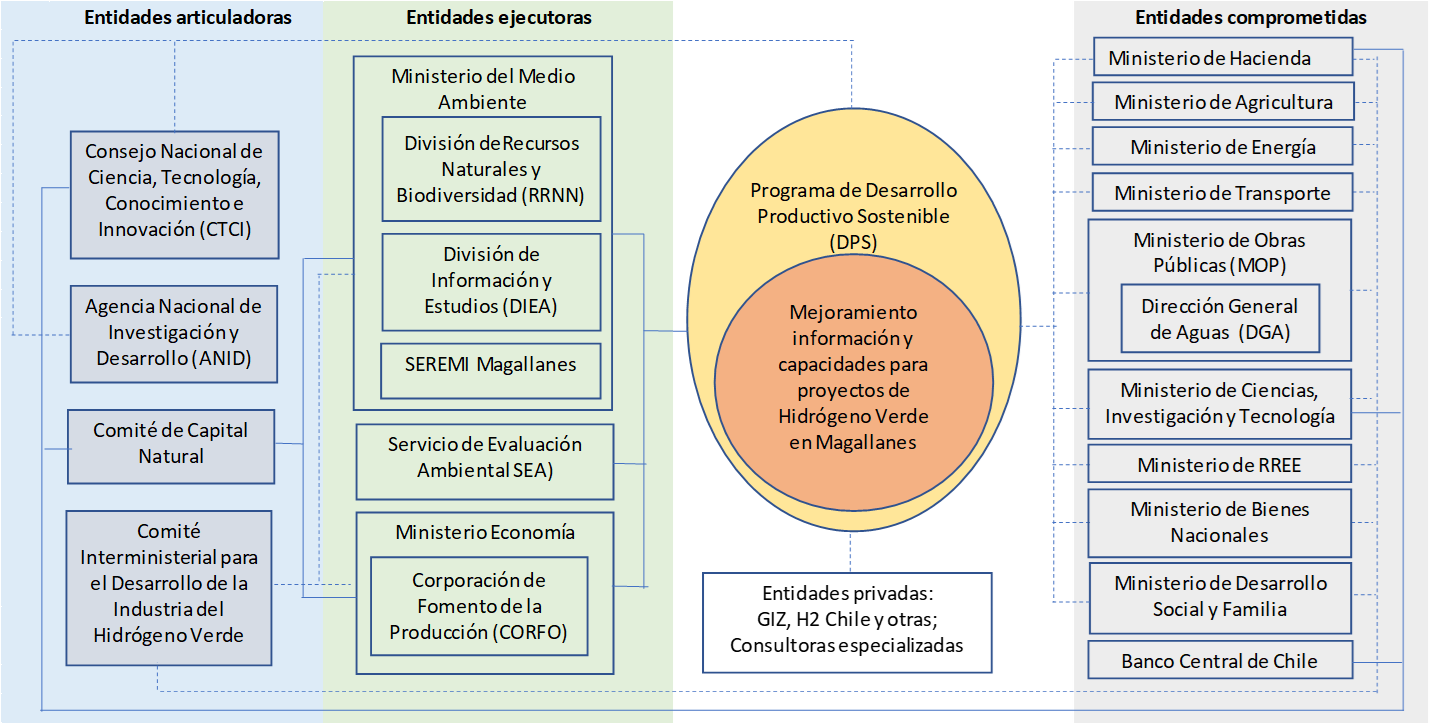 Entidades articuladoras
Consejo Nacional de
Ciencia, Tecnología,
Conocimiento e
Innovación (CTCI)
Agencia Nacional de
Investigación y
Desarrollo (ANID)
Comité de Capital
Natural
Comité
Interministerial para
el Desarrollo de la
Industria del
Hidrógeno Verde
Entidades ejecutoras
Ministerio del Medio
Ambiente
División de Recursos
Naturales y
Biodiversidad (RRNN)
División de
Información y
Estudios (DIEA)
SEREMI Magallanes
Servicio de Evaluación
Ambiental SEA)
Ministerio Economía
Corporación de
Fomento de la
Producción (CORFO)
Programa de Desarrollo
Productivo Sostenible
(DPS)
Mejoramiento
información y
capacidades para
proyectos de
Hidrógeno Verde
en Magallanes
Entidades privadas:
GIZ, H2 Chile y otras;
Consultoras especializadas
Entidades comprometidas
Ministerio de Hacienda
Ministerio de Agricultura
Ministerio de Energía
Ministerio de Transporte
Ministerio de Obras
Públicas (MOP)
Dirección General
de Aguas (DGA)
Ministerio de Ciencias,
Investigación y Tecnología
Ministerio de RREE
Ministerio de Bienes
Nacionales
Ministerio de Desarrollo
Social y Familia
Banco Central de Chile